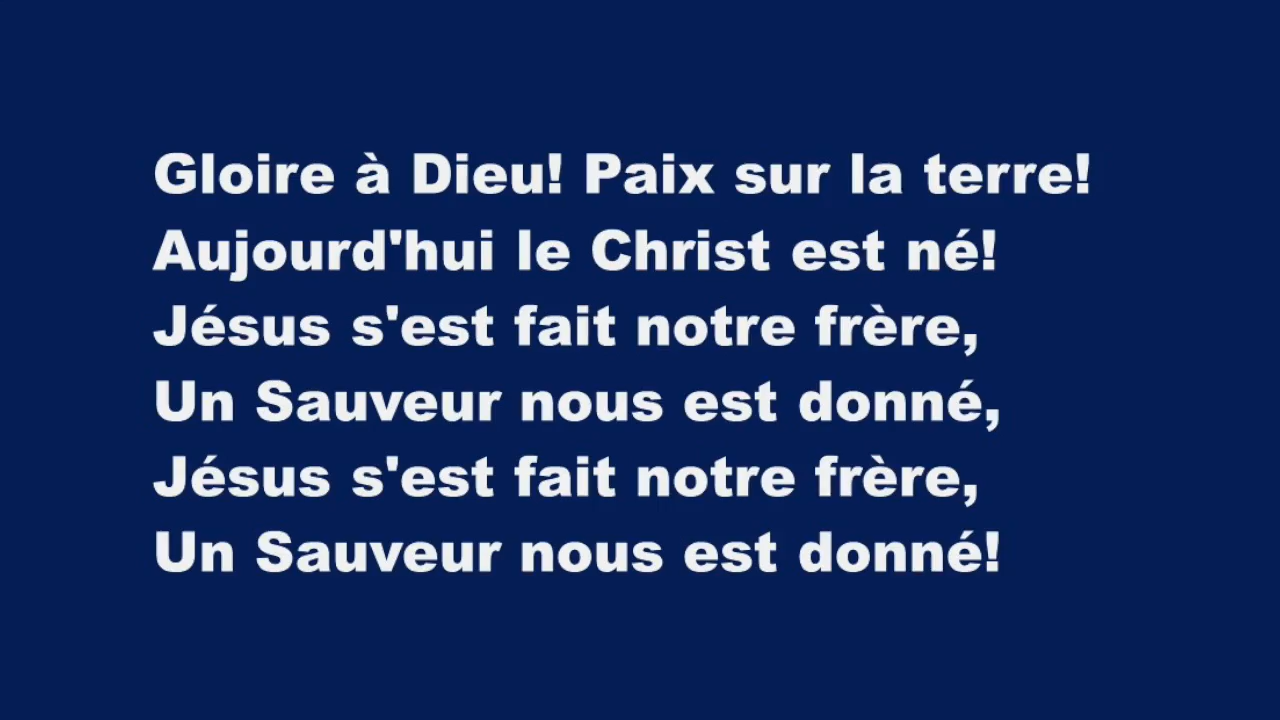 Gloire à Dieu! Paix sur la terre!
Aujourd'hui le Christ est né!
Jésus s'est fait notre frère,
Un Sauveur nous est donné,
Jésus s'est fait notre frère,
Un Sauveur nous est donné!